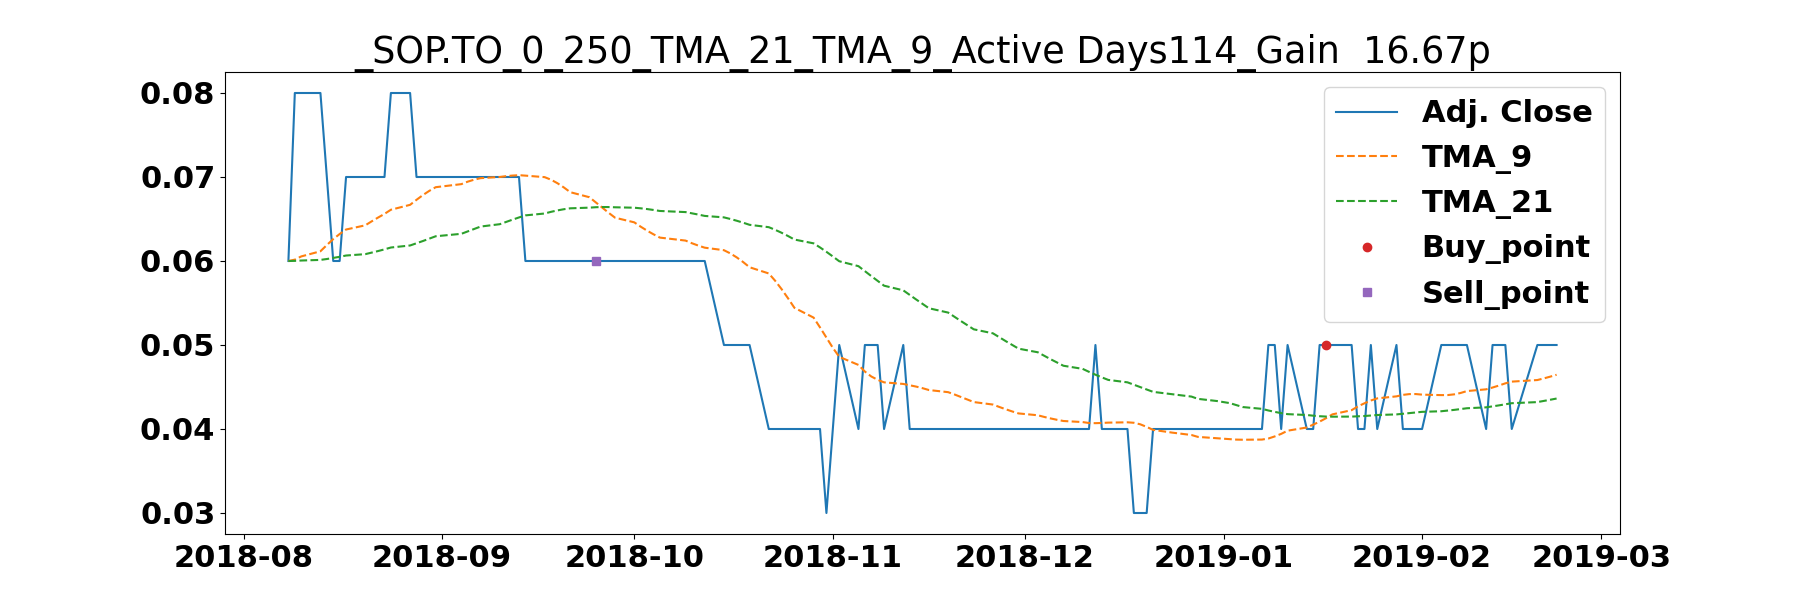 _SOP.TO_0_250_TMA_21_TMA_9_Active Days114_Gain  16.67p
0.08
0.07
0.06
0.05
0.04
0.03
Adj. Close
TMA_9
TMA_21
Buy_point
Sell_point
2018-08 2018-09 2018-10 2018-11 2018-12 2019-01 2019-02 2019-03